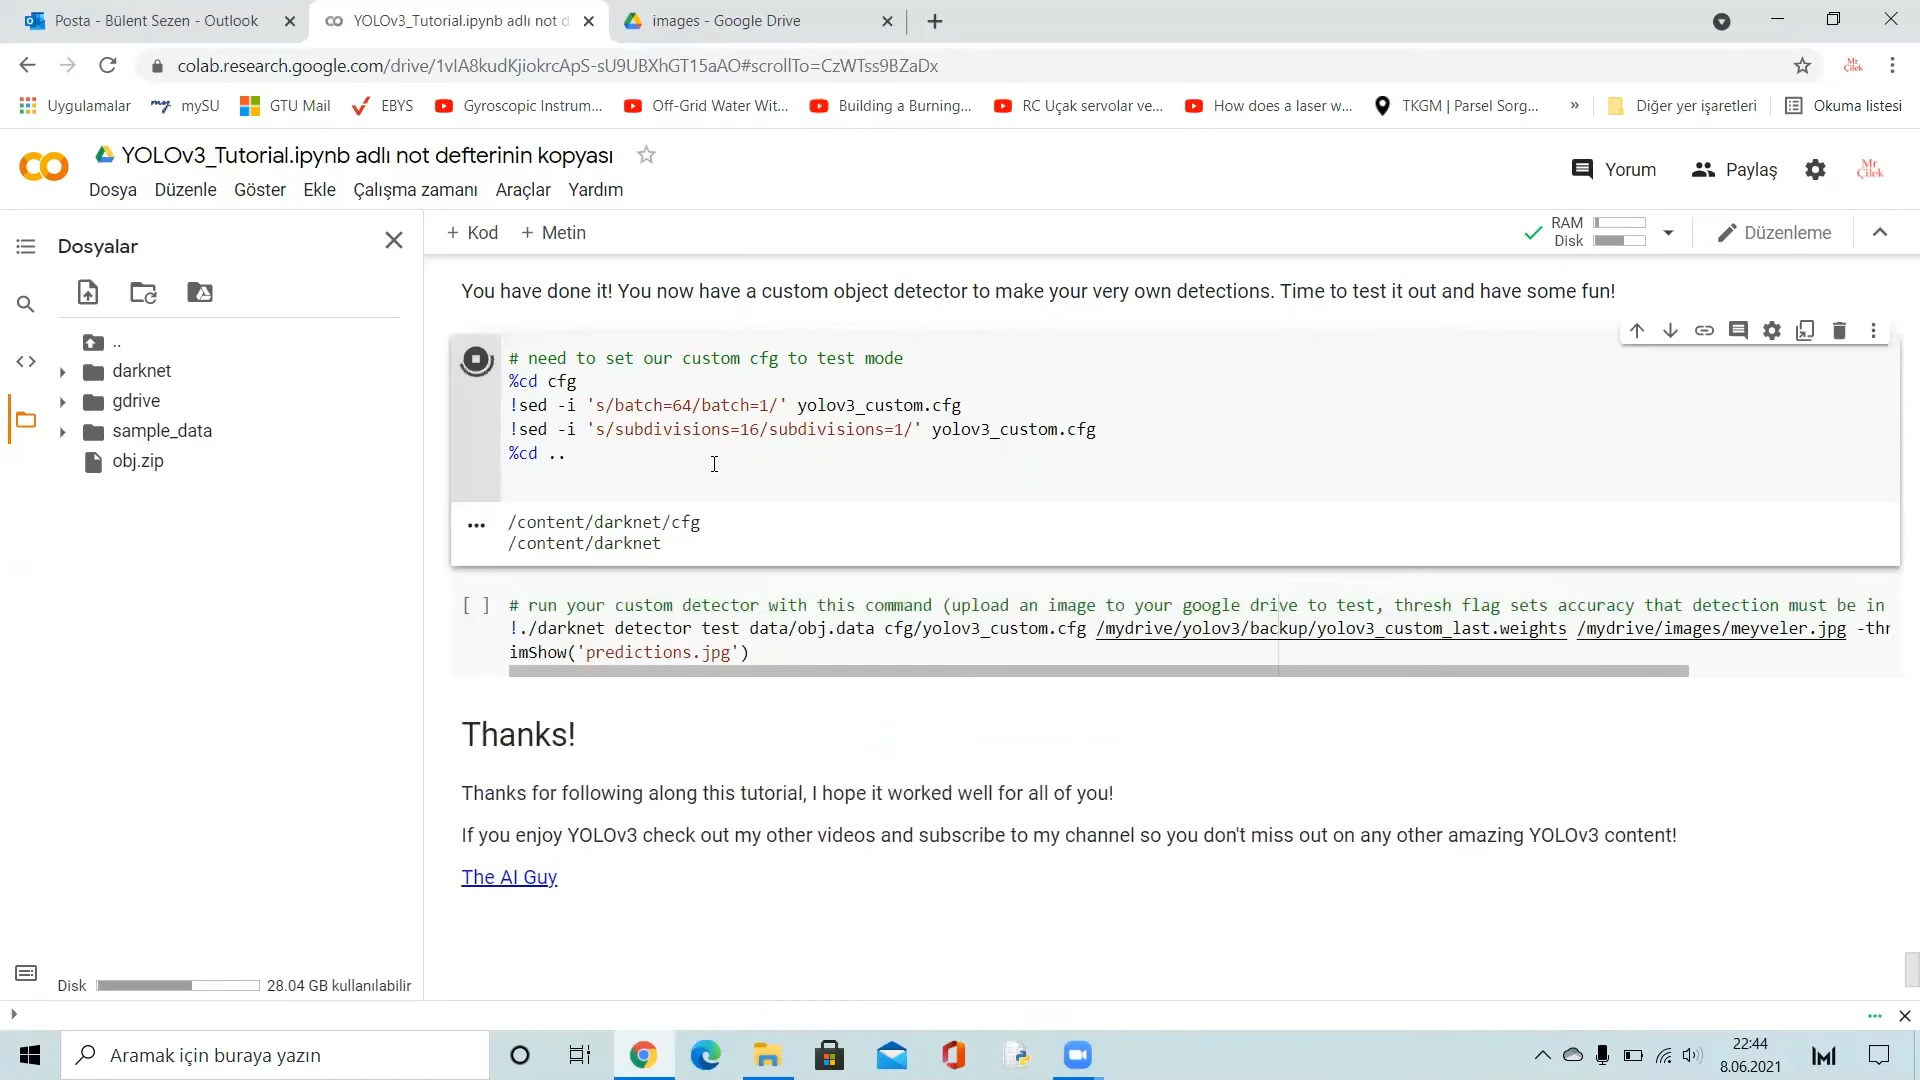 Posta - Bülent Sezen - Outlook
YOLOv3_Tutorial.ipynb adlı not d
images - Google Drive
colab.research.google.com/drive/1vIA8kudKjiokrcApS-sU9UBXhGT15aAO#scrollTo=CzWTss9BZaDx
Uygulamalar
mySU
GTU Mail
EBYS
Gyroscopic Instrum...
Off-Grid Water Wit...
Building a Burning...
RC Uçak servolar ve...
How does a laser w...
TKGM | Parsel Sorg...
»
Diğer yer işaretleri
Okuma listesi
YOLOv3_Tutorial.ipynb adlı not defterinin kopyası
Yorum
Paylaş
Mr Çilek
Dosya Düzenle Göster Ekle Çalışma zamanı Araçlar Yardım
Dosyalar
+ Kod + Metin
RAM
Disk
Düzenleme
..
darknet
gdrive
sample_data
obj.zip
You have done it! You now have a custom object detector to make your very own detections. Time to test it out and have some fun!
# need to set our custom cfg to test mode
%cd cfg
!sed -i 's/batch=64/batch=1/' yolov3_custom.cfg
!sed -i 's/subdivisions=16/subdivisions=1/' yolov3_custom.cfg
%cd ..
/content/darknet/cfg
/content/darknet
[ ] # run your custom detector with this command (upload an image to your google drive to test, thresh flag sets accuracy that detection must be in
!./darknet detector test data/obj.data cfg/yolov3_custom.cfg /mydrive/yolov3/backup/yolov3_custom_last.weights /mydrive/images/meyveler.jpg -thr
imShow('predictions.jpg')
Thanks!
Thanks for following along this tutorial, I hope it worked well for all of you!
If you enjoy YOLOv3 check out my other videos and subscribe to my channel so you don't miss out on any other amazing YOLOv3 content!
The AI Guy
Disk 28.04 GB kullanılabilir
Aramak için buraya yazın
22:44
8.06.2021